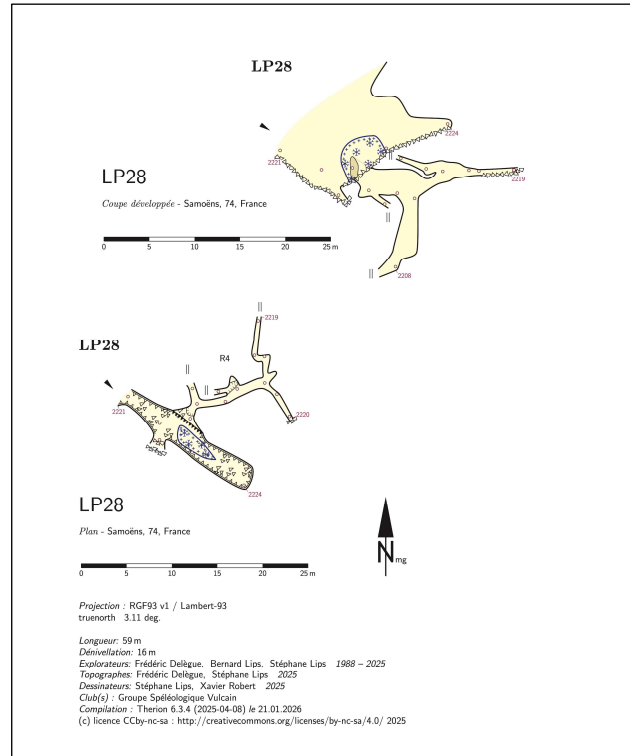 LP28
2224
2221
2219
LP28
Coupe développée - Samoëns, 74, France
0 5 10 15 20 25 m
2208
2219
LP28
R4
2221
2220
2224
LP28
Plan - Samoëns, 74, France
N mg
0 5 10 15 20 25 m
Projection : RGF93 v1 / Lambert-93
truenorth 3.11 deg.
Longueur: 59 m
Dénivellation: 16 m
Explorateurs: Frédéric Delègue, Bernard Lips, Stéphane Lips 1988 – 2025
Topographes: Frédéric Delègue, Stéphane Lips 2025
Dessinateurs: Stéphane Lips, Xavier Robert 2025
Club(s) : Groupe Spéléologique Vulcain
Compilation : Therion 6.3.4 (2025-04-08) le 21.01.2026
(c) licence CCby-nc-sa : http://creativecommons.org/licenses/by-nc-sa/4.0/ 2025